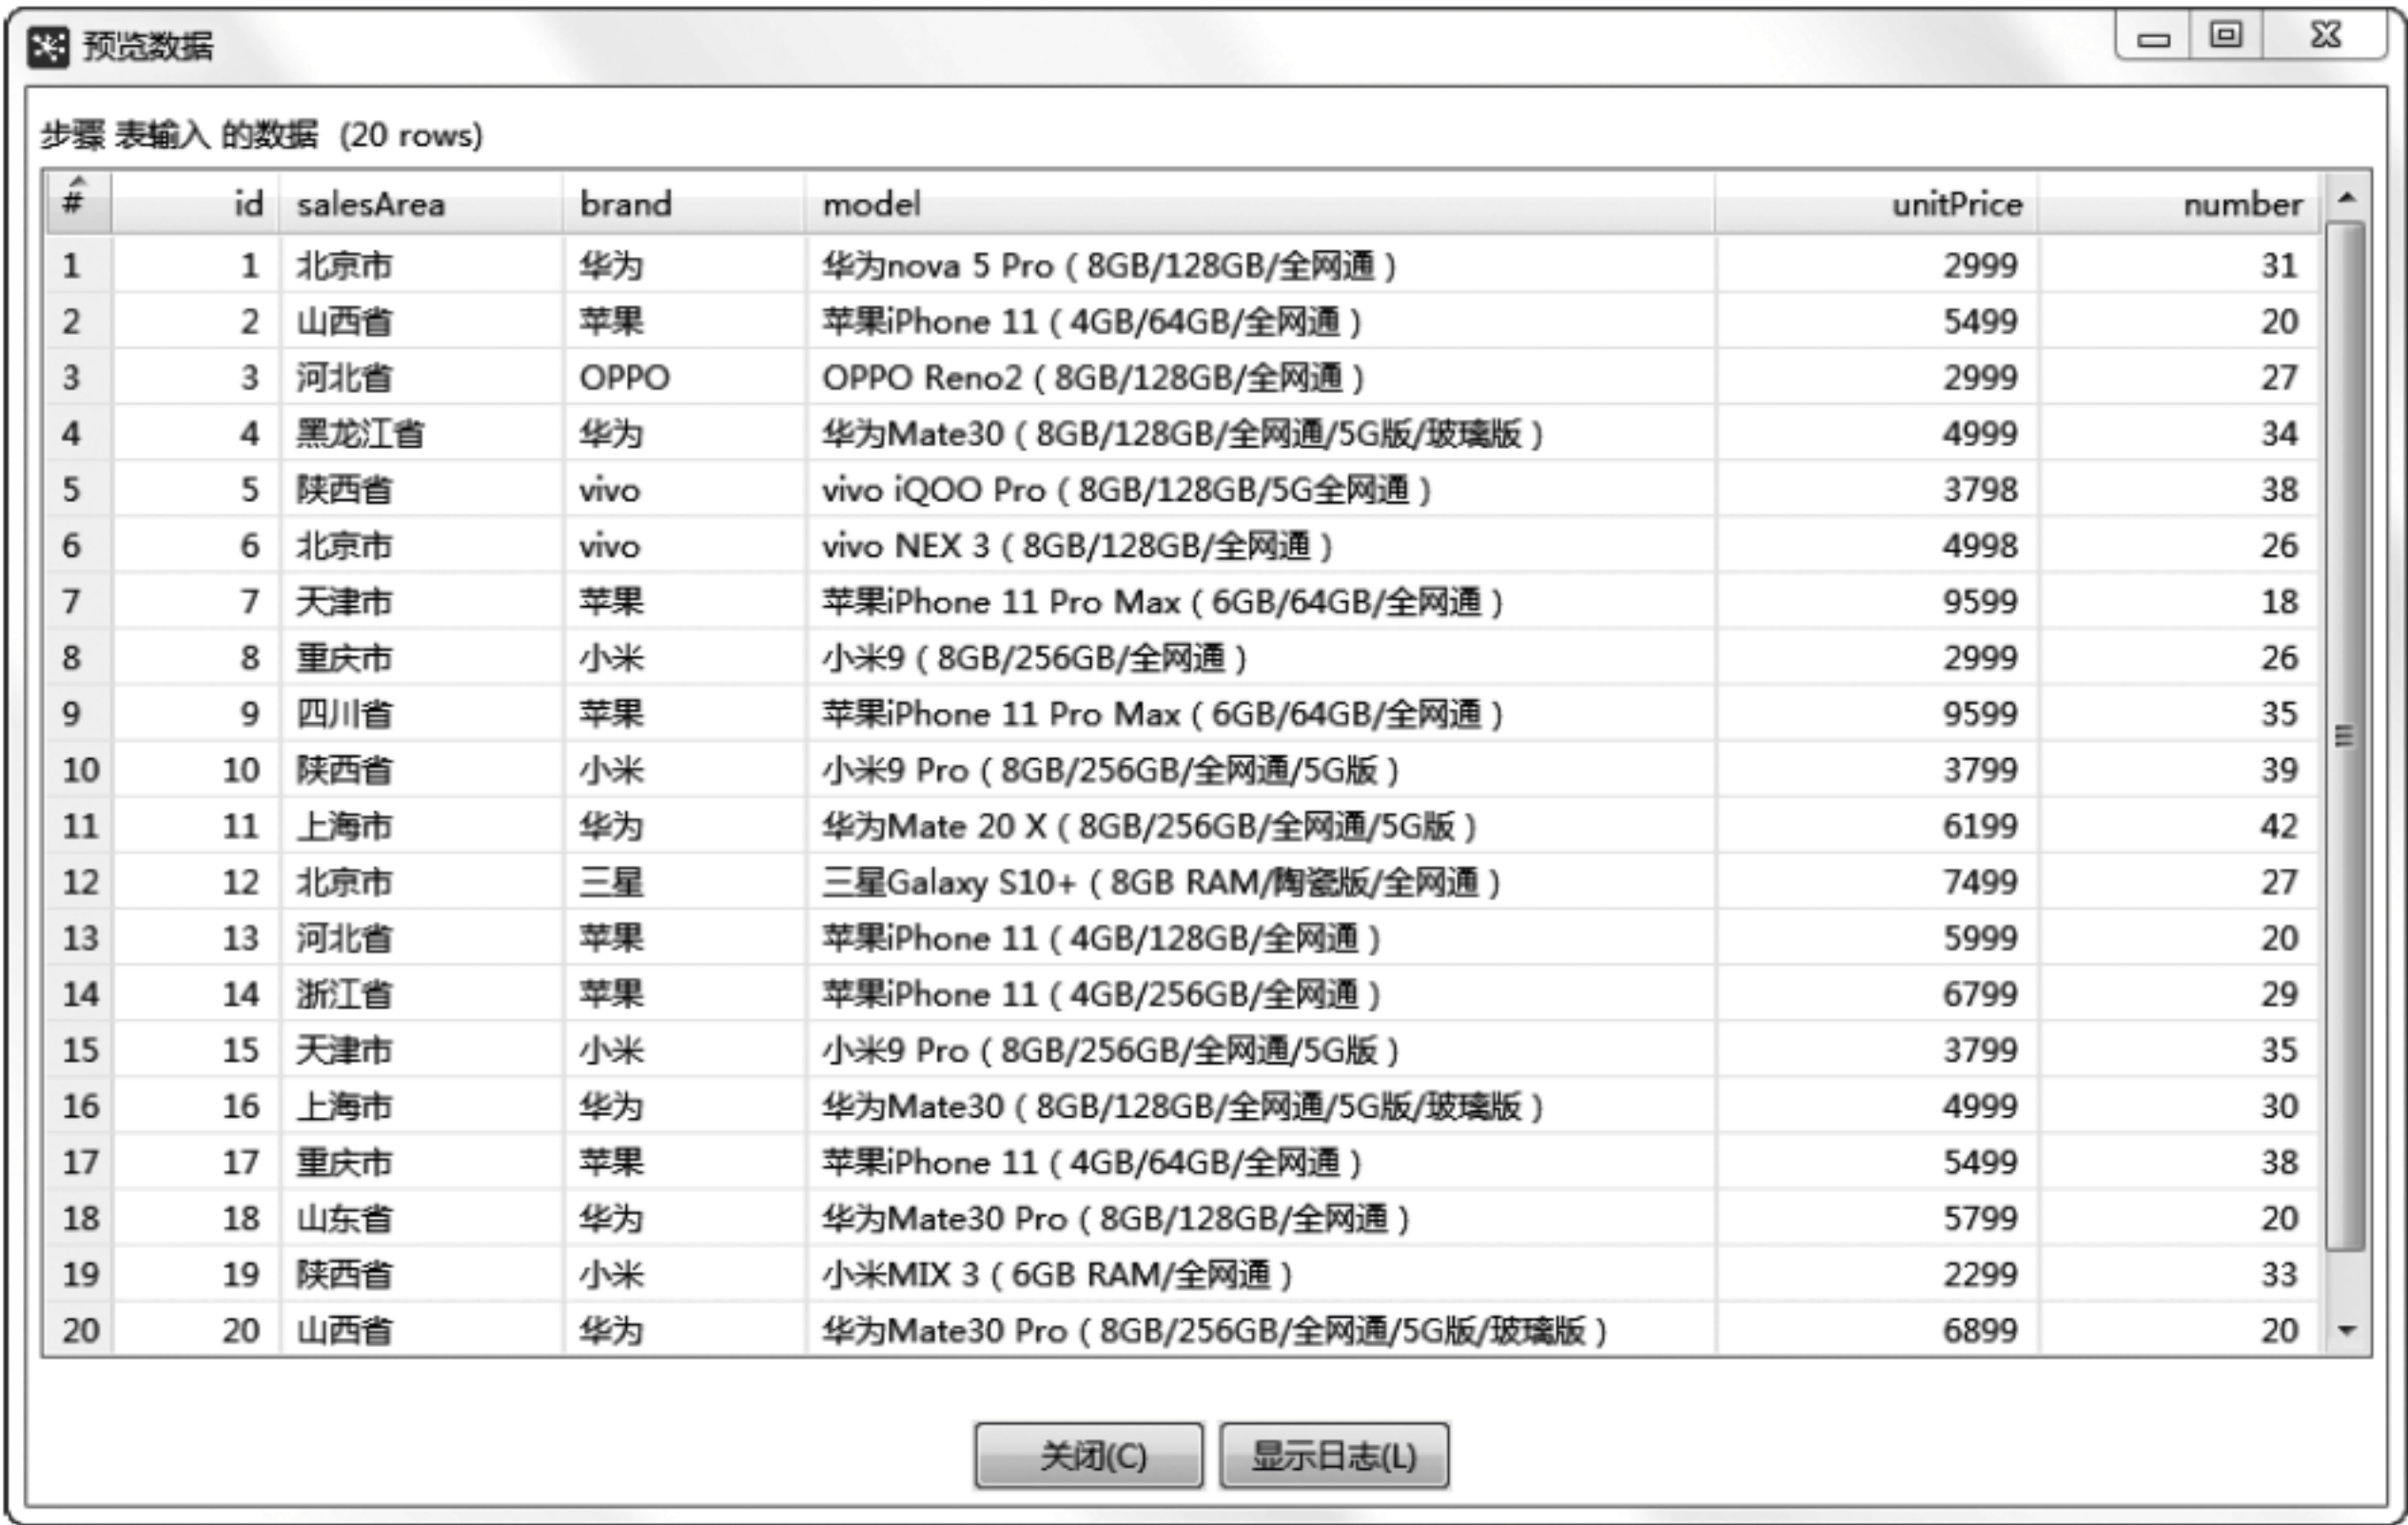 预览数据
步骤 表输入 的数据 (20 rows)
# id salesArea brand model unitPrice number
1 1 北京市 华为 华为nova 5 Pro（8GB/128GB/全网通） 2999 31
2 2 山西省 苹果 苹果iPhone 11（4GB/64GB/全网通） 5499 20
3 3 河北省 OPPO OPPO Reno2（8GB/128GB/全网通） 2999 27
4 4 黑龙江省 华为 华为Mate30（8GB/128GB/全网通/5G版/玻璃版） 4999 34
5 5 陕西省 vivo vivo iQOO Pro（8GB/128GB/5G全网通） 3798 38
6 6 北京市 vivo vivo NEX 3（8GB/128GB/全网通） 4998 26
7 7 天津市 苹果 苹果iPhone 11 Pro Max（6GB/64GB/全网通） 9599 18
8 8 重庆市 小米 小米9（8GB/256GB/全网通） 2999 26
9 9 四川省 苹果 苹果iPhone 11 Pro Max（6GB/64GB/全网通） 9599 35
10 10 陕西省 小米 小米9 Pro（8GB/256GB/全网通/5G版） 3799 39
11 11 上海市 华为 华为Mate 20 X（8GB/256GB/全网通/5G版） 6199 42
12 12 北京市 三星 三星Galaxy S10+（8GB RAM/陶瓷版/全网通） 7499 27
13 13 河北省 苹果 苹果iPhone 11（4GB/128GB/全网通） 5999 20
14 14 浙江省 苹果 苹果iPhone 11（4GB/256GB/全网通） 6799 29
15 15 天津市 小米 小米9 Pro（8GB/256GB/全网通/5G版） 3799 35
16 16 上海市 华为 华为Mate30（8GB/128GB/全网通/5G版/玻璃版） 4999 30
17 17 重庆市 苹果 苹果iPhone 11（4GB/64GB/全网通） 5499 38
18 18 山东省 华为 华为Mate30 Pro（8GB/128GB/全网通） 5799 20
19 19 陕西省 小米 小米MIX 3（6GB RAM/全网通） 2299 33
20 20 山西省 华为 华为Mate30 Pro（8GB/256GB/全网通/5G版/玻璃版） 6899 20
关闭(C) 显示日志(L)